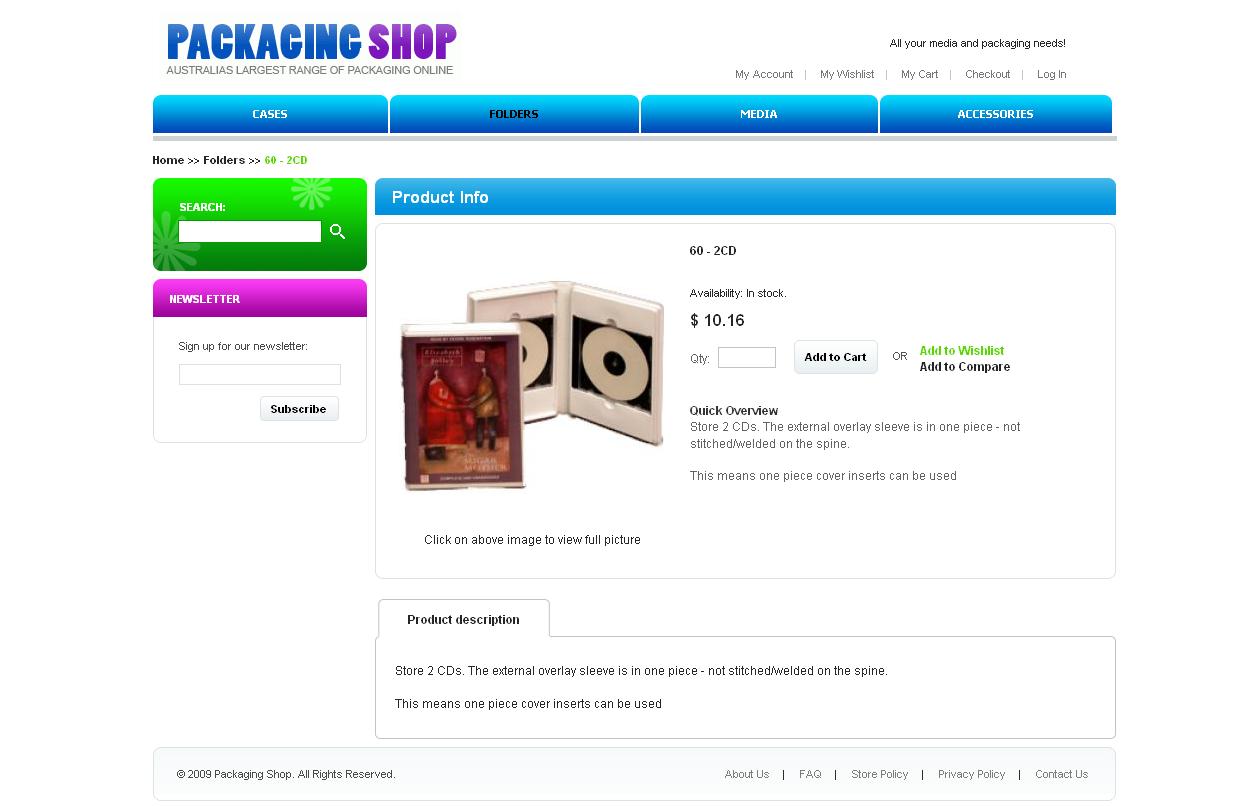 PACKAGING SHOP
AUSTRALIAS LARGEST RANGE OF PACKAGING ONLINE
All your media and packaging needs!
My Account | My Wishlist | My Cart | Checkout | Log In
CASES
FOLDERS
MEDIA
ACCESSORIES
Home >> Folders >> 60 - 2CD
SEARCH:
NEWSLETTER
Sign up for our newsletter:
Subscribe
Product Info
Elizabeth
Jolley
60 - 2CD
Availability: In stock.
$ 10.16
Qty:
Add to Cart
OR
Add to Wishlist
Add to Compare
Quick Overview
Store 2 CDs. The external overlay sleeve is in one piece - not
stitched/welded on the spine.
This means one piece cover inserts can be used
Click on above image to view full picture
Product description
Store 2 CDs. The external overlay sleeve is in one piece - not stitched/welded on the spine.
This means one piece cover inserts can be used
© 2009 Packaging Shop. All Rights Reserved.
About Us | FAQ | Store Policy | Privacy Policy | Contact Us